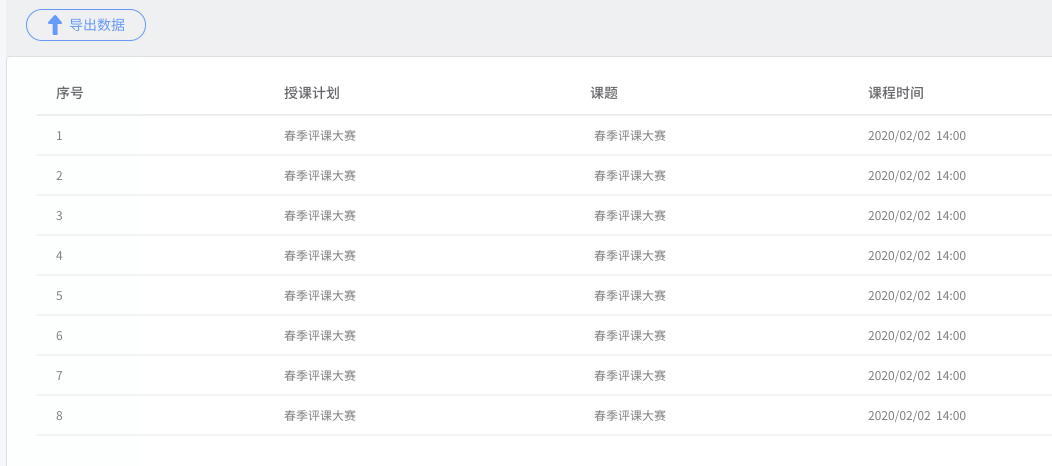 导出数据
序号 授课计划 课题 课程时间
1 春季评课大赛 春季评课大赛 2020/02/02 14:00
2 春季评课大赛 春季评课大赛 2020/02/02 14:00
3 春季评课大赛 春季评课大赛 2020/02/02 14:00
4 春季评课大赛 春季评课大赛 2020/02/02 14:00
5 春季评课大赛 春季评课大赛 2020/02/02 14:00
6 春季评课大赛 春季评课大赛 2020/02/02 14:00
7 春季评课大赛 春季评课大赛 2020/02/02 14:00
8 春季评课大赛 春季评课大赛 2020/02/02 14:00